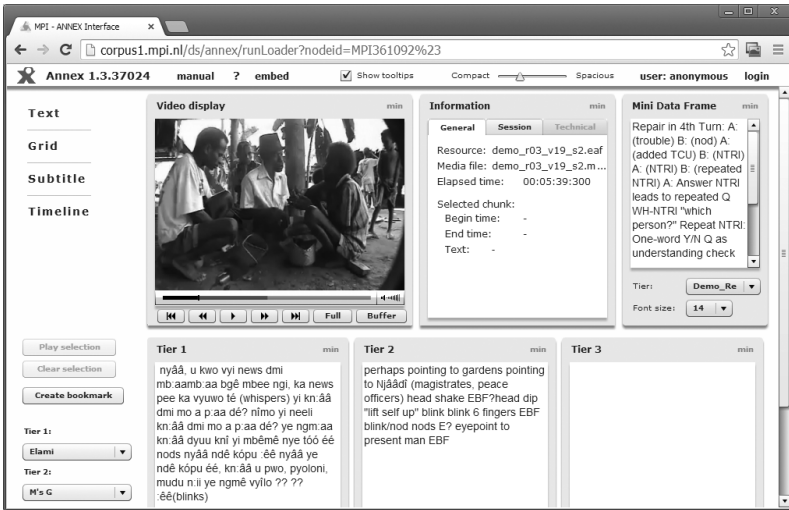 MPI - ANNEX Interface
corpus1.mpi.nl/ds/annex/runLoader?nodeid=MPI361092%23
Annex 1.3.37024 manual ? embed Show tooltips Compact Spacious user: anonymous login
Text
Grid
Subtitle
Timeline
Video display min
Full Buffer
Information min
General Session Technical
Resource: demo_r03_v19_s2.eaf
Media file: demo_r03_v19_s2.m...
Elapsed time: 00:05:39:300
Selected chunk:
Begin time: -
End time: -
Text: -
Mini Data Frame min
Repair in 4th Turn: A:
(trouble) B: (nod) A:
(added TCU) B: (NTRI)
A: (NTRI) B: (repeated
NTRI) A: Answer NTRI
leads to repeated Q
WH-NTRI "which
person?" Repeat NTRI:
One-word Y/N Q as
understanding check
Tier: Demo_Re
Font size: 14
Play selection
Clear selection
Create bookmark
Tier 1:
Elami
Tier 2:
M's G
Tier 1 min
nyââ, u kwo vyi news dmi
mb:aamb:aa bgê mbee ngi, ka news
pee ka vyuwo té (whispers) yi kn:ââ
dmi mo a p:aa dé? nîmo yi neeli
kn:ââ dmi mo a p:aa dé? ye ngm:aa
kn:ââ dyuu knî yi mbêmê nye tóó éé
nods nyââ ndê kópu :êê nyââ ye
ndê kópu éé, kn:ââ u pwo, pyoloni,
mudu n:ii ye ngmê vyîlo ?? ??
:êê(blinks)
Tier 2 min
perhaps pointing to gardens pointing
to Njââdî (magistrates, peace
officers) head shake EBF?head dip
"lift self up" blink blink 6 fingers EBF
blink/nod nods E? eyepoint to
present man EBF
Tier 3 min